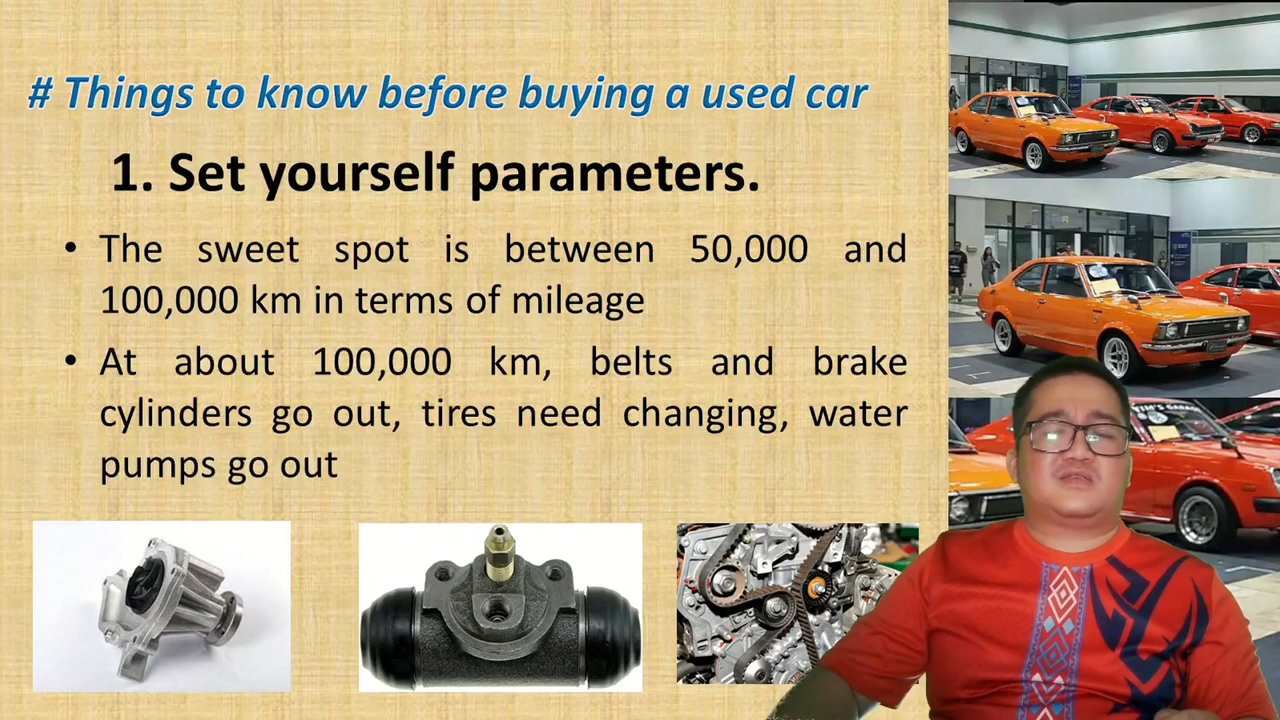 # Things to know before buying a used car
1. Set yourself parameters.
• The sweet spot is between 50,000 and
100,000 km in terms of mileage
• At about 100,000 km, belts and brake
cylinders go out, tires need changing, water
pumps go out